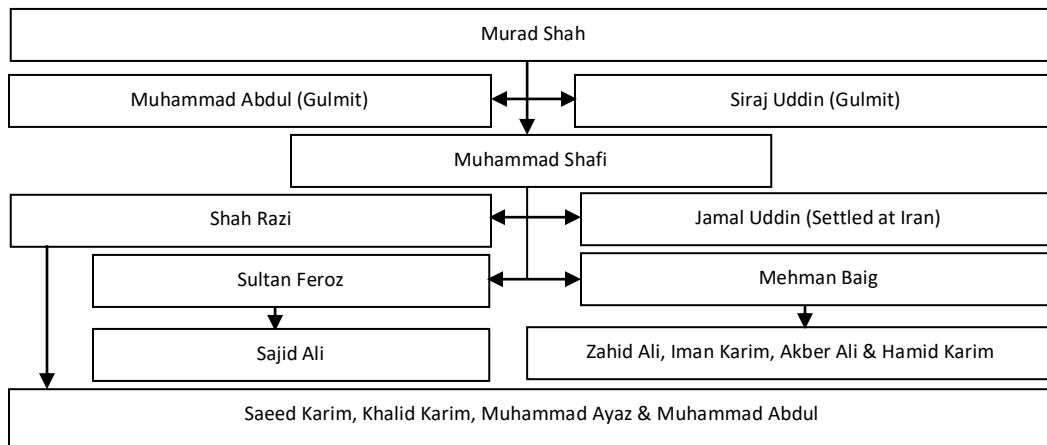 Murad Shah
Muhammad Abdul (Gulmit)
Siraj Uddin (Gulmit)
Muhammad Shafi
Shah Razi
Jamal Uddin (Settled at Iran)
Sultan Feroz
Mehman Baig
Sajid Ali
Zahid Ali, Iman Karim, Akber Ali & Hamid Karim
Saeed Karim, Khalid Karim, Muhammad Ayaz & Muhammad Abdul